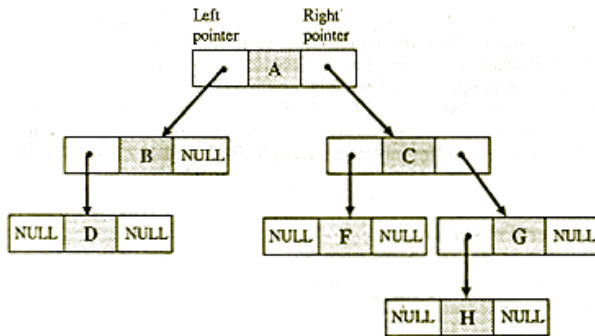 Left Right
pointer pointer
A
B NULL C
NULL D NULL NULL F NULL G NULL
NULL H NULL